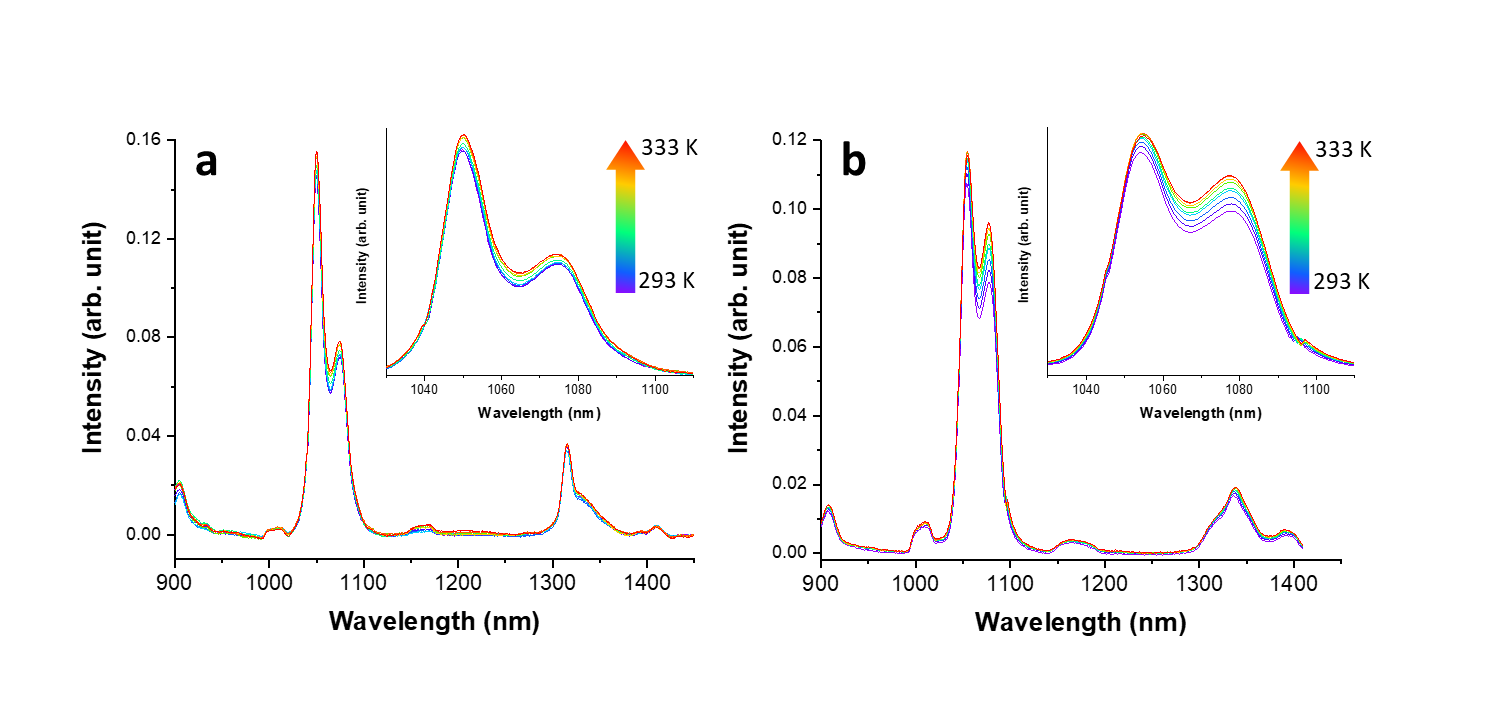 a
0.16
0.12
0.08
0.04
0.00
Intensity (arb. unit)
900 1000 1100 1200 1300 1400
Wavelength (nm)
Intensity (arb. unit)
1040 1060 1080 1100
Wavelength (nm)
333 K
293 K
b
0.12
0.10
0.08
0.06
0.04
0.02
0.00
Intensity (arb. unit)
900 1000 1100 1200 1300 1400
Wavelength (nm)
Intensity (arb. unit)
1040 1060 1080 1100
Wavelength (nm)
333 K
293 K